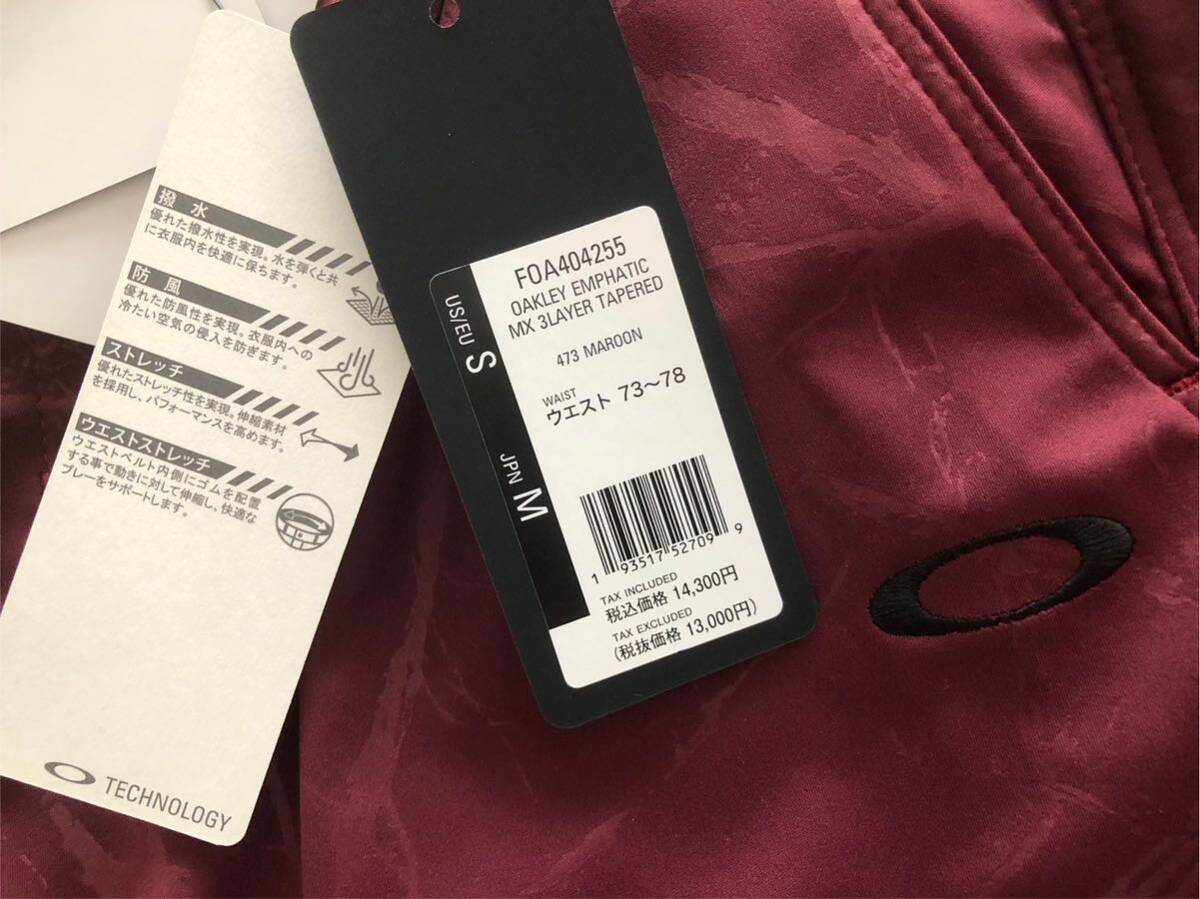 撥 水
優れた撥水性を実現。水を弾くと共
に衣服内を快適に保ちます。
防 風
優れた防風性を実現。衣服内への
冷たい空気の侵入を防ぎます。
ストレッチ
優れたストレッチ性を実現。伸縮素材
を採用し、パフォーマンスを高めます。
ウエストストレッチ
ウエストベルト内側にゴムを配置
する事で動きに対して伸縮し、快適な
プレーをサポートします。
TECHNOLOGY
FOA404255
OAKLEY EMPHATIC
MX 3LAYER TAPERED
473 MAROON
US/EU S
JPN M
WAIST
ウエスト 73〜78
1 93517 52709 9
TAX INCLUDED
税込価格 14,300円
TAX EXCLUDED
(税抜価格 13,000円)